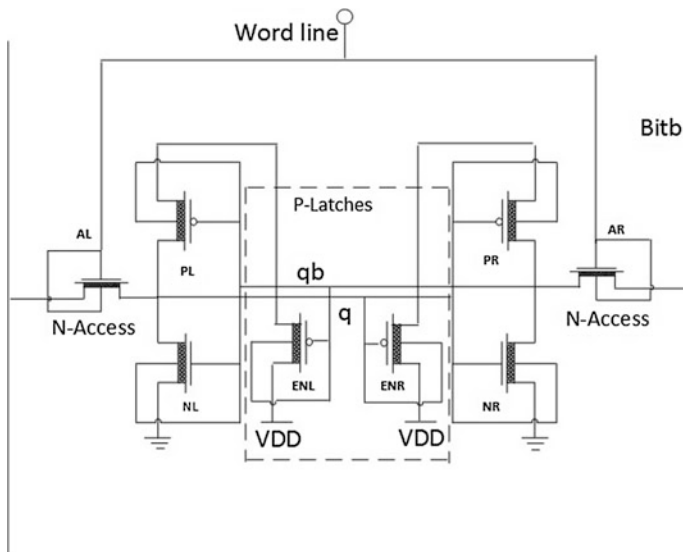 Word line
Bitb
P-Latches
AL
AR
PL
PR
qb
N-Access
N-Access
q
ENL
ENR
NL
NR
VDD
VDD